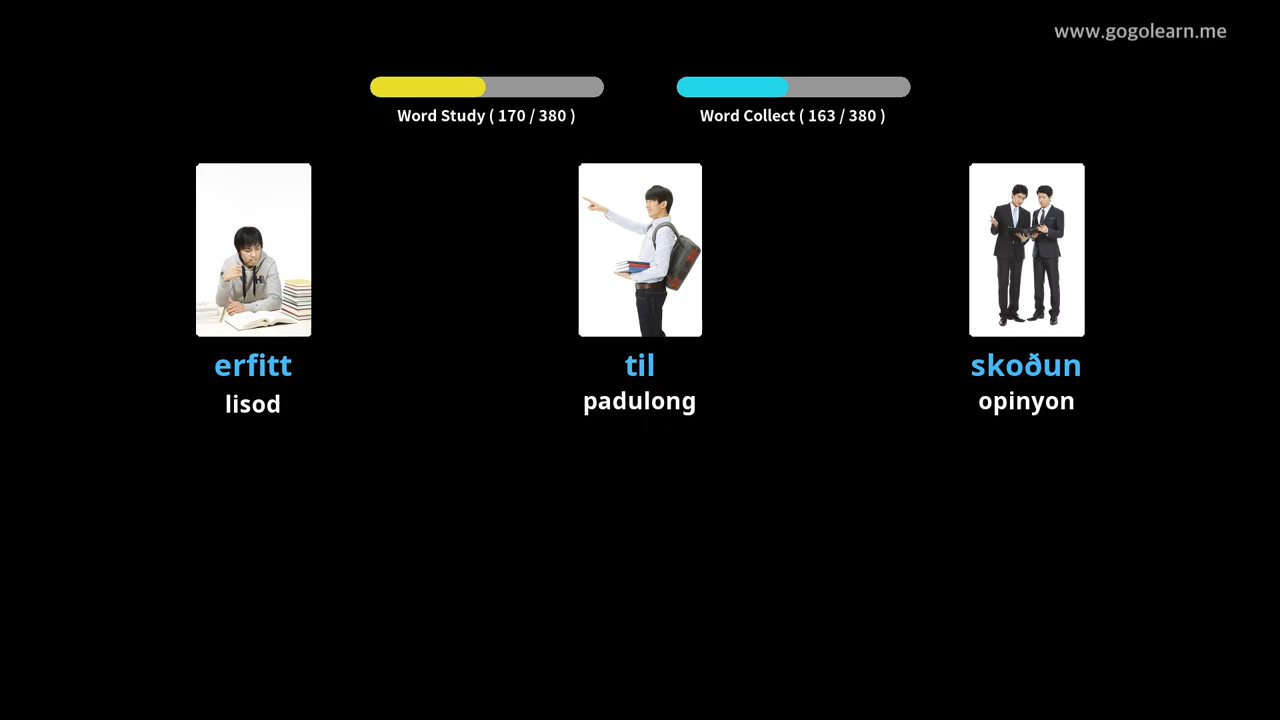 www.gogolearn.me
Word Study ( 170 / 380 )
Word Collect ( 163 / 380 )
erfitt
til
skoðun
lisod
padulong
opinyon